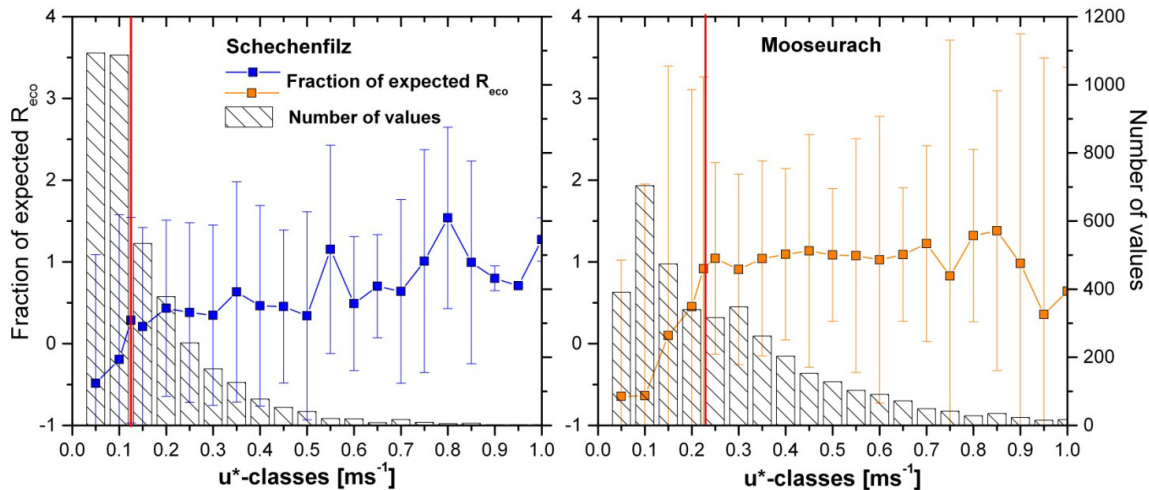 Schechenfilz
Fraction of expected Reco
Number of values
Fraction of expected Reco
4
3
2
1
0
-1
0.0 0.1 0.2 0.3 0.4 0.5 0.6 0.7 0.8 0.9 1.0
u*-classes [ms-1]
Mooseurach
4
3
2
1
0
-1
0.0 0.1 0.2 0.3 0.4 0.5 0.6 0.7 0.8 0.9 1.0
u*-classes [ms-1]
1200
1000
800
600
400
200
0
Number of values